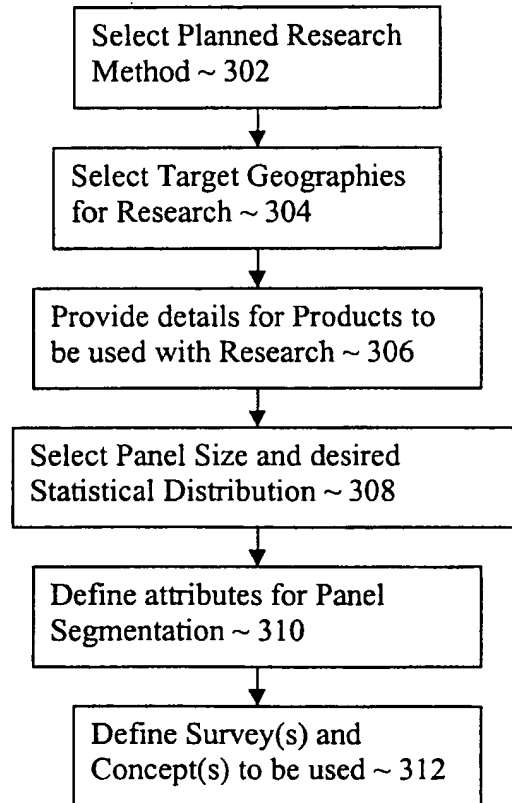 Select Planned Research
Method ~ 302
Select Target Geographies
for Research ~ 304
Provide details for Products to
be used with Research ~ 306
Select Panel Size and desired
Statistical Distribution ~ 308
Define attributes for Panel
Segmentation ~ 310
Define Survey(s) and
Concept(s) to be used ~ 312